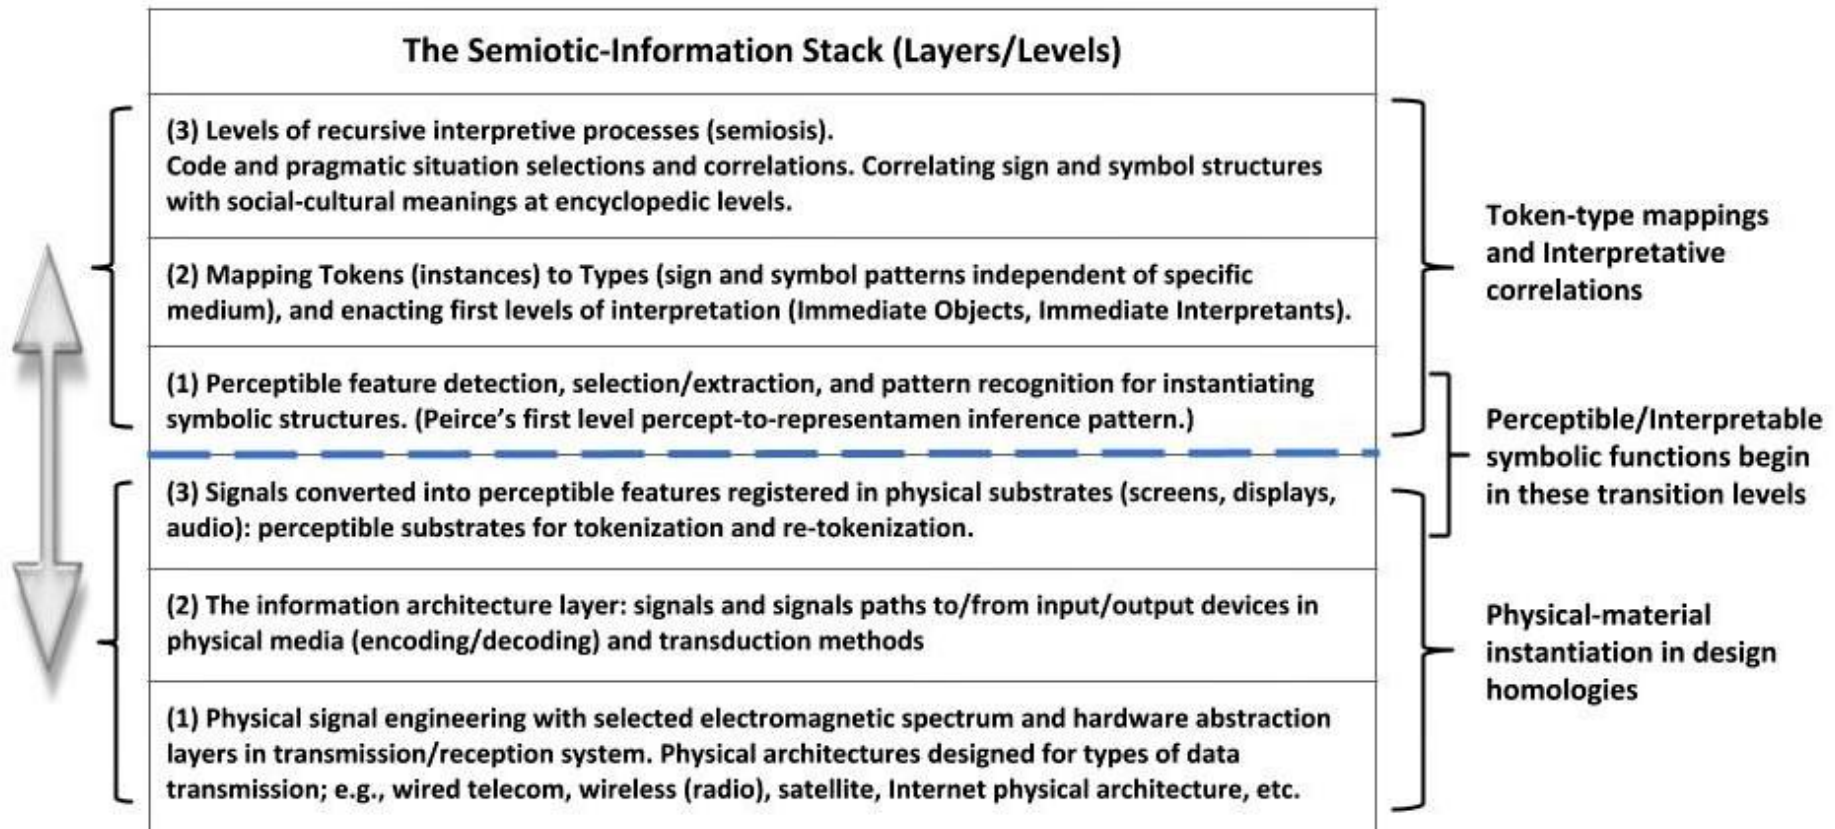 The Semiotic-Information Stack (Layers/Levels)
(3) Levels of recursive interpretive processes (semiosis).
Code and pragmatic situation selections and correlations. Correlating sign and symbol structures
with social-cultural meanings at encyclopedic levels.
(2) Mapping Tokens (instances) to Types (sign and symbol patterns independent of specific
medium), and enacting first levels of interpretation (Immediate Objects, Immediate Interpretants).
(1) Perceptible feature detection, selection/extraction, and pattern recognition for instantiating
symbolic structures. (Peirce’s first level percept-to-representamen inference pattern.)
(3) Signals converted into perceptible features registered in physical substrates (screens, displays,
audio): perceptible substrates for tokenization and re-tokenization.
(2) The information architecture layer: signals and signals paths to/from input/output devices in
physical media (encoding/decoding) and transduction methods
(1) Physical signal engineering with selected electromagnetic spectrum and hardware abstraction
layers in transmission/reception system. Physical architectures designed for types of data
transmission; e.g., wired telecom, wireless (radio), satellite, Internet physical architecture, etc.
Token-type mappings
and Interpretative
correlations
Perceptible/Interpretable
symbolic functions begin
in these transition levels
Physical-material
instantiation in design
homologies